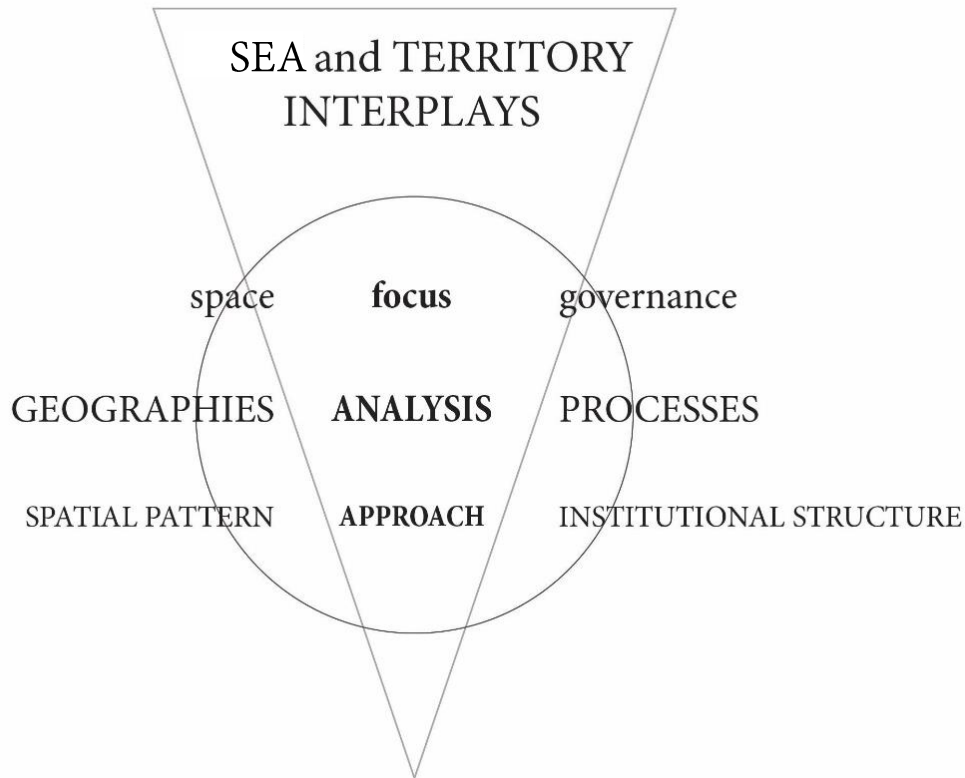 SEA and TERRITORY
INTERPLAYS
space focus governance
GEOGRAPHIES ANALYSIS PROCESSES
SPATIAL PATTERN APPROACH INSTITUTIONAL STRUCTURE